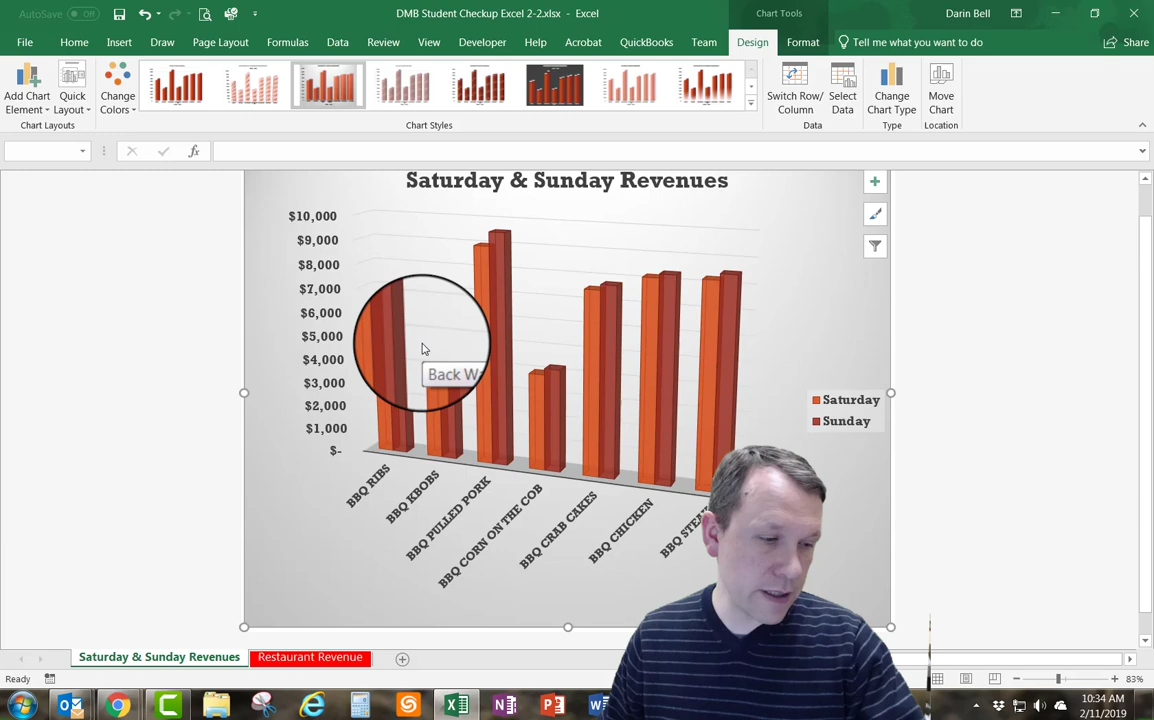 AutoSave Off DMB Student Checkup Excel 2-2.xlsx - Excel Chart Tools Darin Bell
File Home Insert Draw Page Layout Formulas Data Review View Developer Help Acrobat QuickBooks Team Design Format Tell me what you want to do Share
Add Chart Element Quick Layout Change Colors Switch Row/ Column Select Data Change Chart Type Move Chart
Chart Layouts Chart Styles Data Type Location
fx
Saturday & Sunday Revenues
$10,000
$9,000
$8,000
$7,000
$6,000
$5,000
$4,000
$3,000
$2,000
$1,000
$-
Back
Saturday
Sunday
BBQ RIBS
BBQ KBOBS
BBQ PULLED PORK
BBQ CORN ON THE COB
BBQ CRAB CAKES
BBQ CHICKEN
BBQ
Saturday & Sunday Revenues Restaurant Revenue
Ready 83%
10:34 AM
2/11/2019